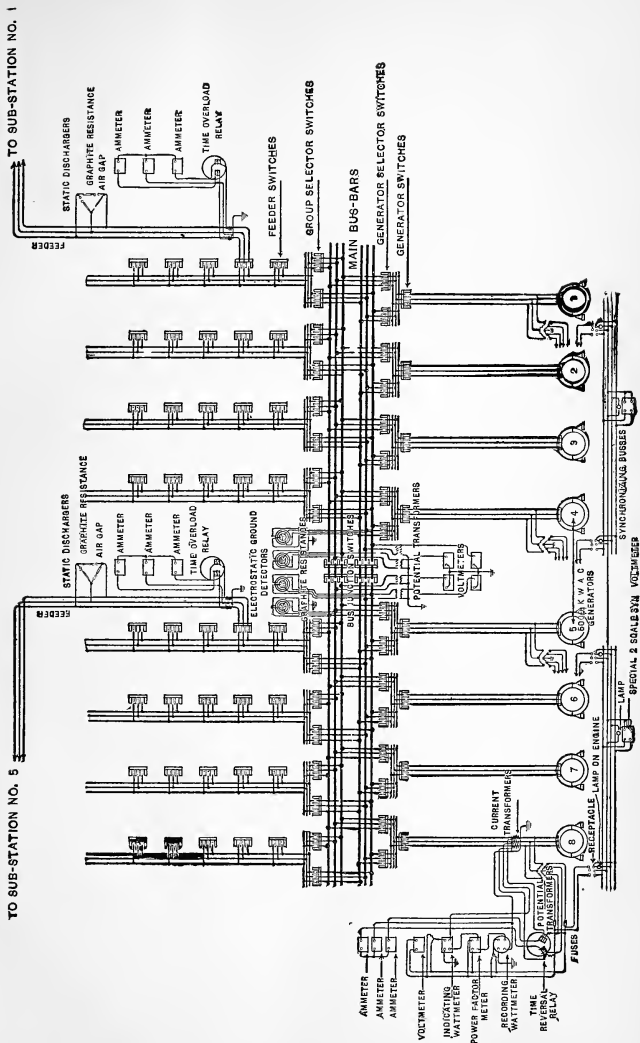 TO SUB-STATION NO. 1
STATIC DISCHARGERS
GRAPHITE RESISTANCE
AIR GAP
AMMETER
AMMETER
AMMETER
TIME OVERLOAD
RELAY
FEEDER
FEEDER SWITCHES
GROUP SELECTOR SWITCHES
MAIN BUS-BARS
GENERATOR SELECTOR SWITCHES
GENERATOR SWITCHES
TO SUB-STATION NO. 5
STATIC DISCHARGERS
GRAPHITE RESISTANCE
AIR GAP
AMMETER
AMMETER
AMMETER
TIME OVERLOAD
RELAY
FEEDER
ELECTROSTATIC GROUND
DETECTORS
GRAPHITE RESISTANCES
BUS JUNCTION SWITCHES
POTENTIAL TRANSFORMERS
VOLTMETERS
8
7
6
5
4
3
2
K W A C
GENERATORS
SYNCHRONIZING BUSSES
LAMP
SPECIAL 2 SCALE SYN VOLTMETER
RECEPTACLE LAMP ON ENGINE
CURRENT
TRANSFORMERS
POTENTIAL
TRANSFORMERS
FUSES
AMMETER
AMMETER
AMMETER
VOLTMETER
INDICATING
WATTMETER
POWER FACTOR
METER
RECORDING
WATTMETER
TIME
REVERSAL
RELAY